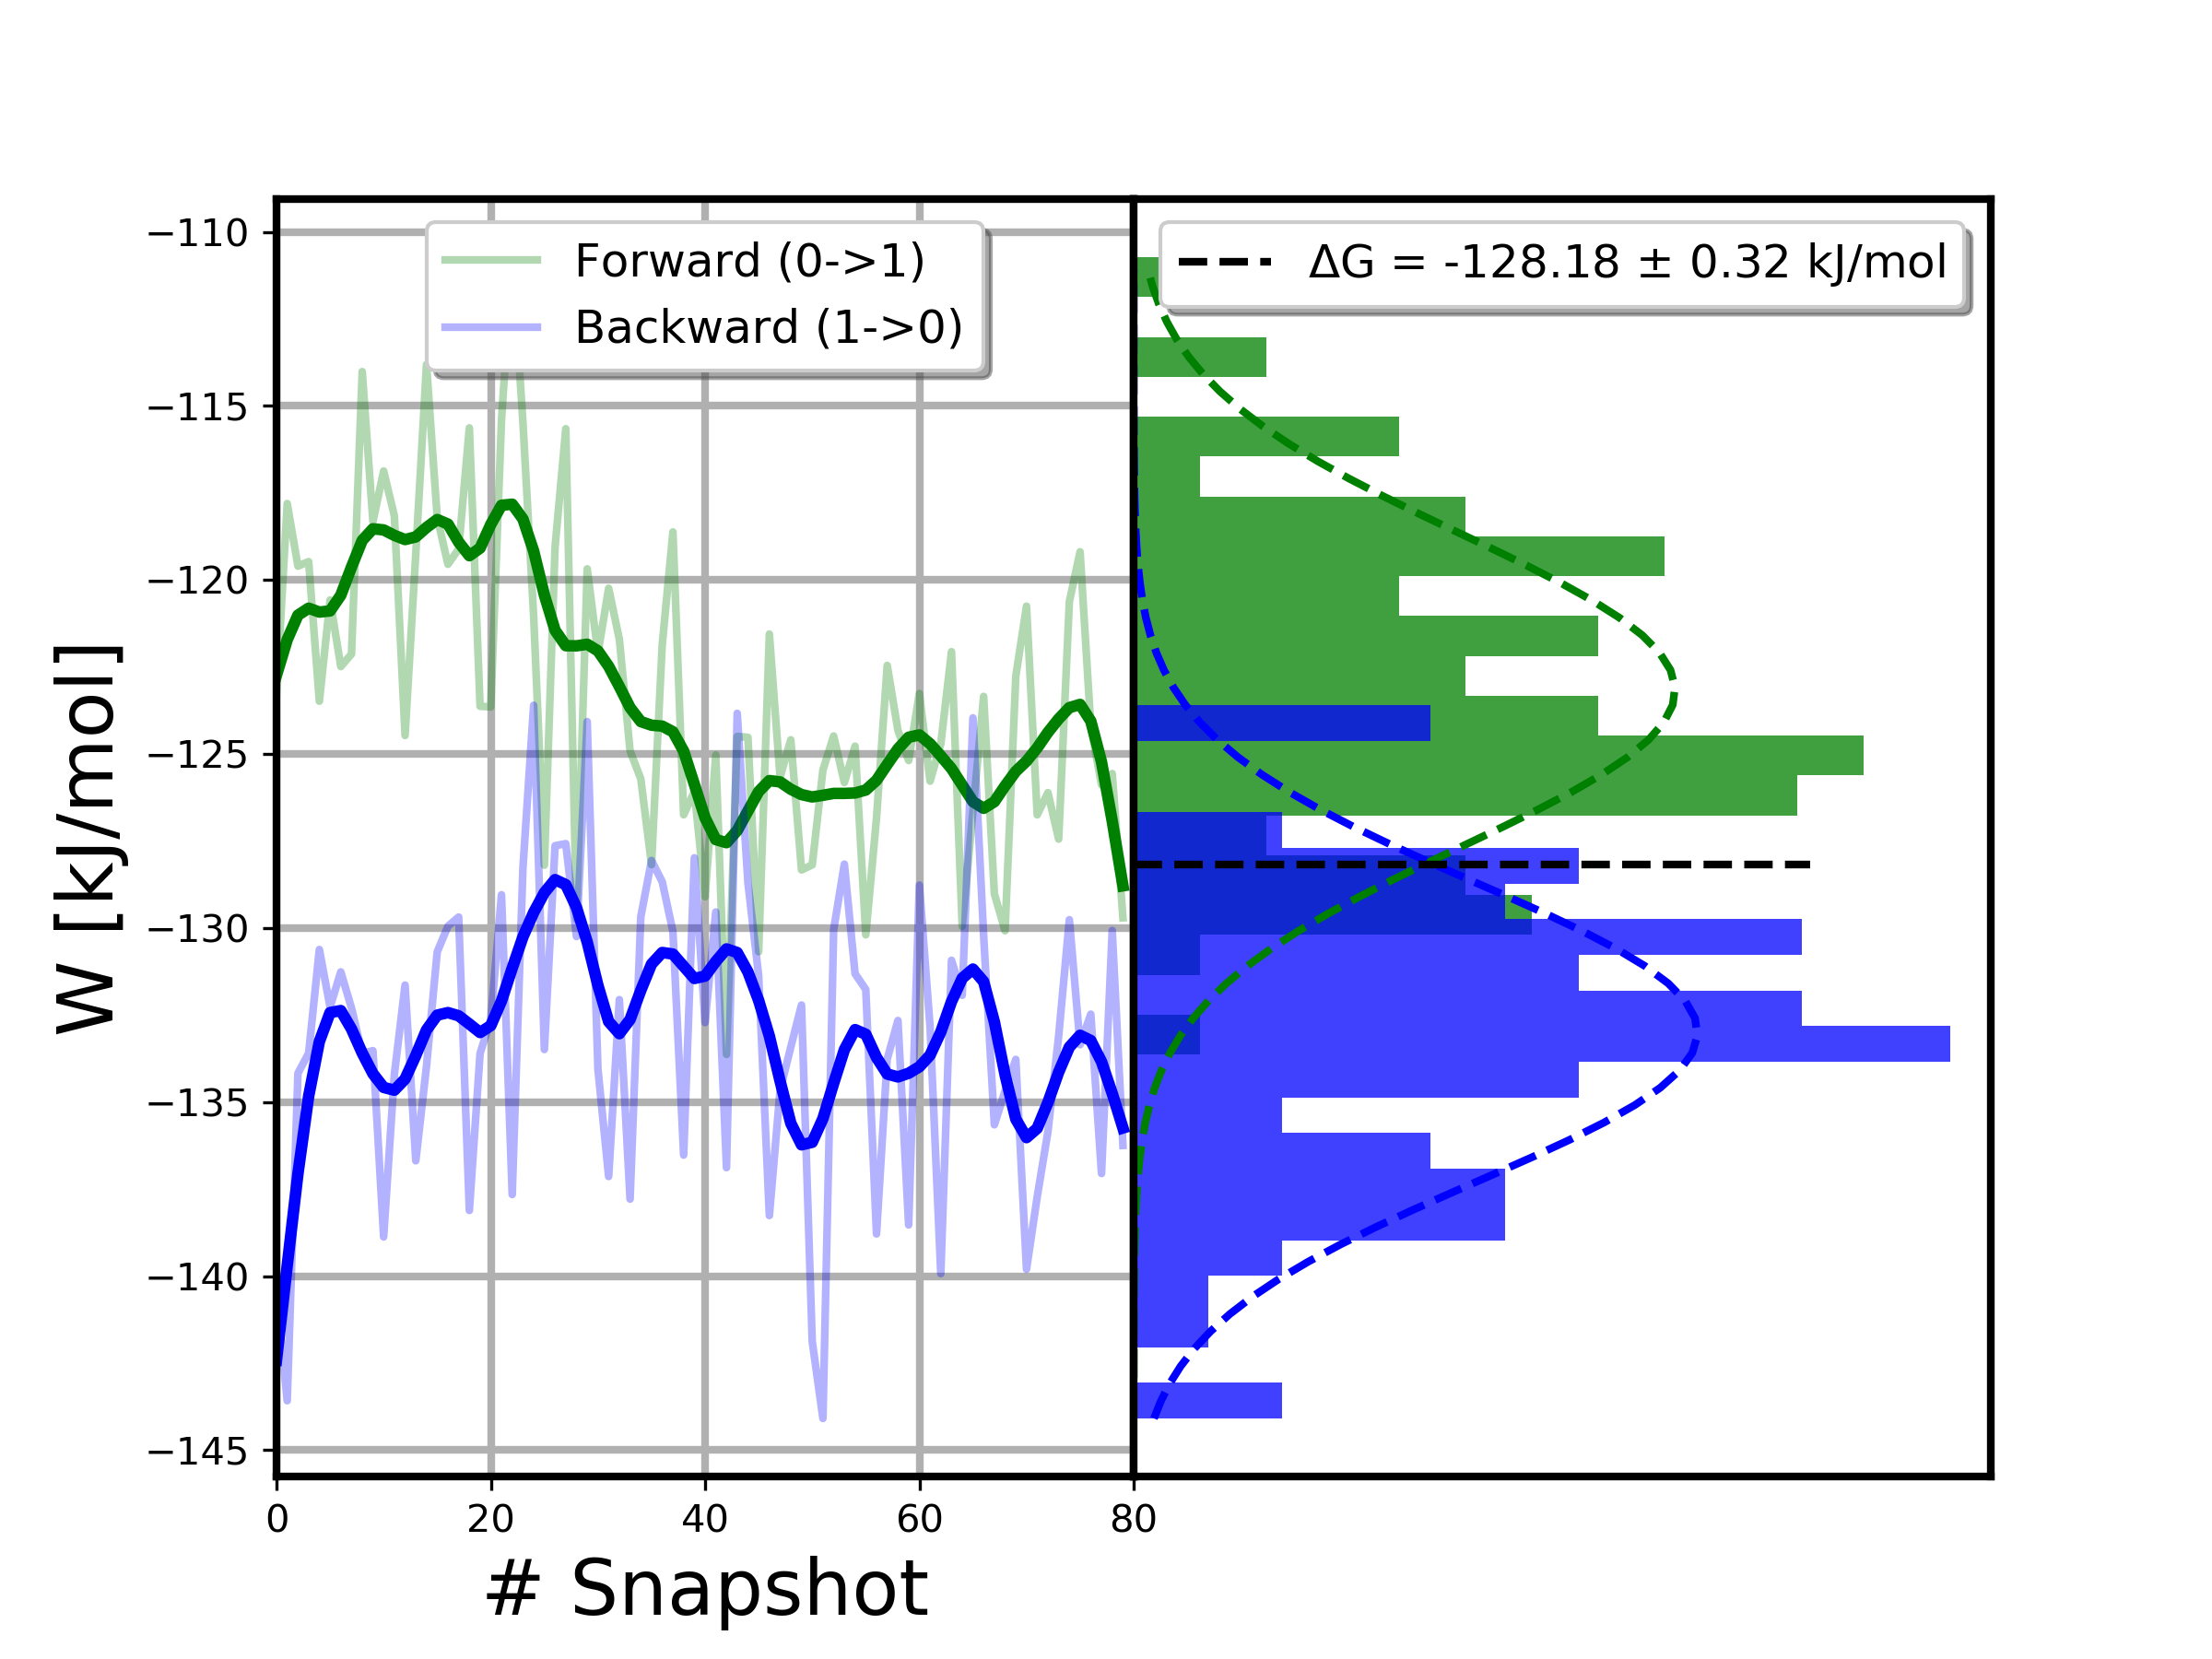 Forward (0->1)
Backward (1->0)
ΔG = -128.18 ± 0.32 kJ/mol
W [kJ/mol]
−110
−115
−120
−125
−130
−135
−140
−145
0 20 40 60 80
# Snapshot